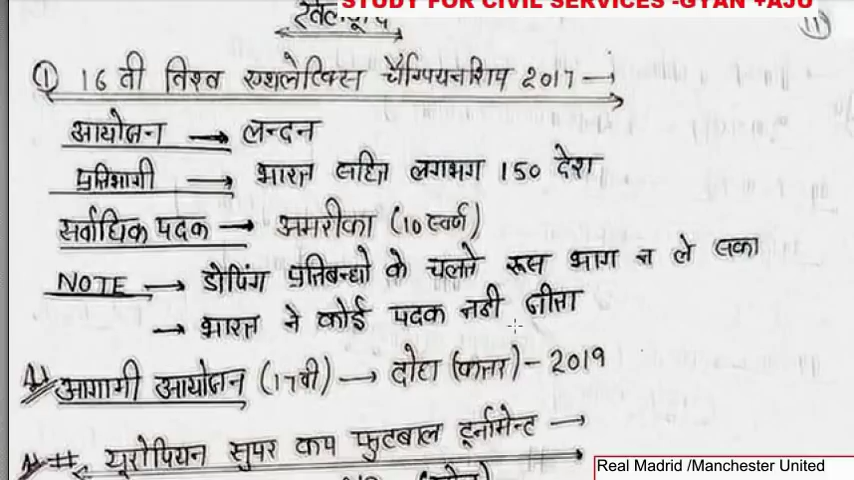 STUDY FOR CIVIL SERVICES -GYAN +AJU
खेलकूद
11
① 16 वी विश्व एथलेटिक्स चैम्पियनशिप 2017 →
आयोजन → लन्दन
प्रतिभागी → भारत सहित लगभग 150 देश
सर्वाधिक पदक → अमरीका (10 स्वर्ण)
NOTE → डोपिंग प्रतिबन्धो के चलते रूस भाग न ले सका
→ भारत ने कोई पदक नही जीता
आगामी आयोजन (17वी) → दोहा (कतर) - 2019
# यूरोपियन सुपर कप फुटबाल टूर्नामेन्ट →
Real Madrid /Manchester United